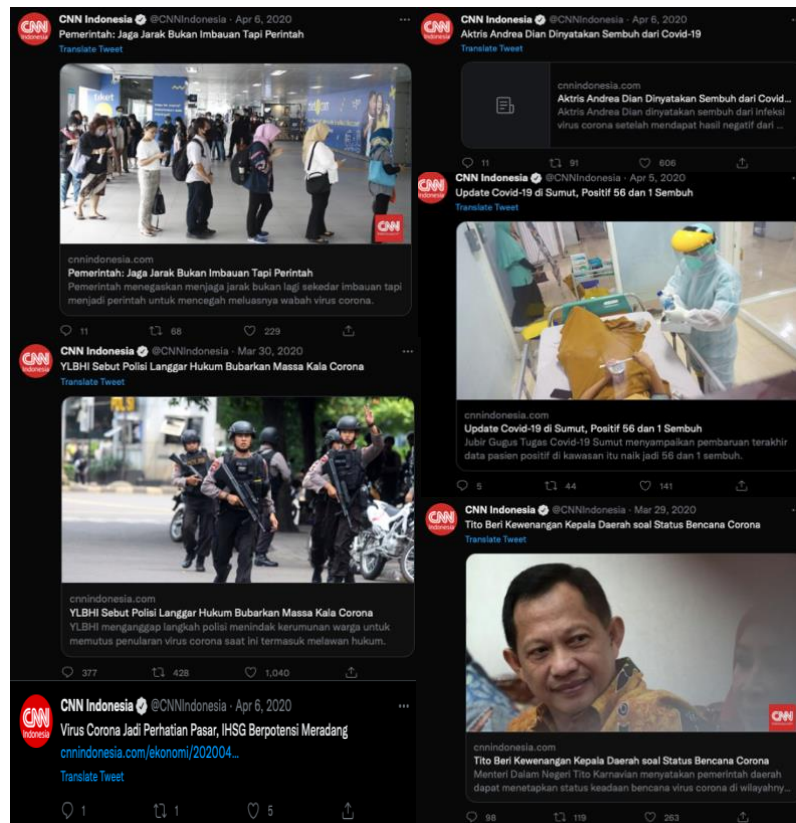 CNN Indonesia @CNNIndonesia · Apr 6, 2020
Pemerintah: Jaga Jarak Bukan Imbauan Tapi Perintah
Translate Tweet
tiket
CNN
cnnindonesia.com
Pemerintah: Jaga Jarak Bukan Imbauan Tapi Perintah
Pemerintah menegaskan menjaga jarak bukan lagi sekedar imbauan tapi
menjadi perintah untuk mencegah meluasnya wabah virus corona.
11 68 229
CNN Indonesia
CNN Indonesia @CNNIndonesia · Mar 30, 2020
YLBHI Sebut Polisi Langgar Hukum Bubarkan Massa Kala Corona
Translate Tweet
cnnindonesia.com
YLBHI Sebut Polisi Langgar Hukum Bubarkan Massa Kala Corona
YLBHI menganggap langkah polisi menindak kerumunan warga untuk
memutus penularan virus corona saat ini termasuk melawan hukum.
377 428 1,040
CNN Indonesia
CNN Indonesia @CNNIndonesia · Apr 6, 2020
Virus Corona Jadi Perhatian Pasar, IHSG Berpotensi Meradang
cnnindonesia.com/ekonomi/202004...
Translate Tweet
1 1 5
CNN Indonesia
CNN Indonesia @CNNIndonesia · Apr 6, 2020
Aktris Andrea Dian Dinyatakan Sembuh dari Covid-19
Translate Tweet
cnnindonesia.com
Aktris Andrea Dian Dinyatakan Sembuh dari Covid...
Aktris Andrea Dian dinyatakan sembuh dari infeksi
virus corona setelah mendapat hasil negatif dari ...
11 91 606
CNN Indonesia
CNN Indonesia @CNNIndonesia · Apr 5, 2020
Update Covid-19 di Sumut, Positif 56 dan 1 Sembuh
Translate Tweet
cnnindonesia.com
Update Covid-19 di Sumut, Positif 56 dan 1 Sembuh
Jubir Gugus Tugas Covid-19 Sumut menyampaikan pembaruan terakhir
data pasien positif di kawasan itu naik jadi 56 dan 1 sembuh.
5 44 141
CNN Indonesia
CNN Indonesia @CNNIndonesia · Mar 29, 2020
Tito Beri Kewenangan Kepala Daerah soal Status Bencana Corona
Translate Tweet
CNN
cnnindonesia.com
Tito Beri Kewenangan Kepala Daerah soal Status Bencana Corona
Menteri Dalam Negeri Tito Karnavian menyatakan pemerintah daerah
dapat menetapkan status keadaan bencana virus corona di wilayahny...
98 119 263